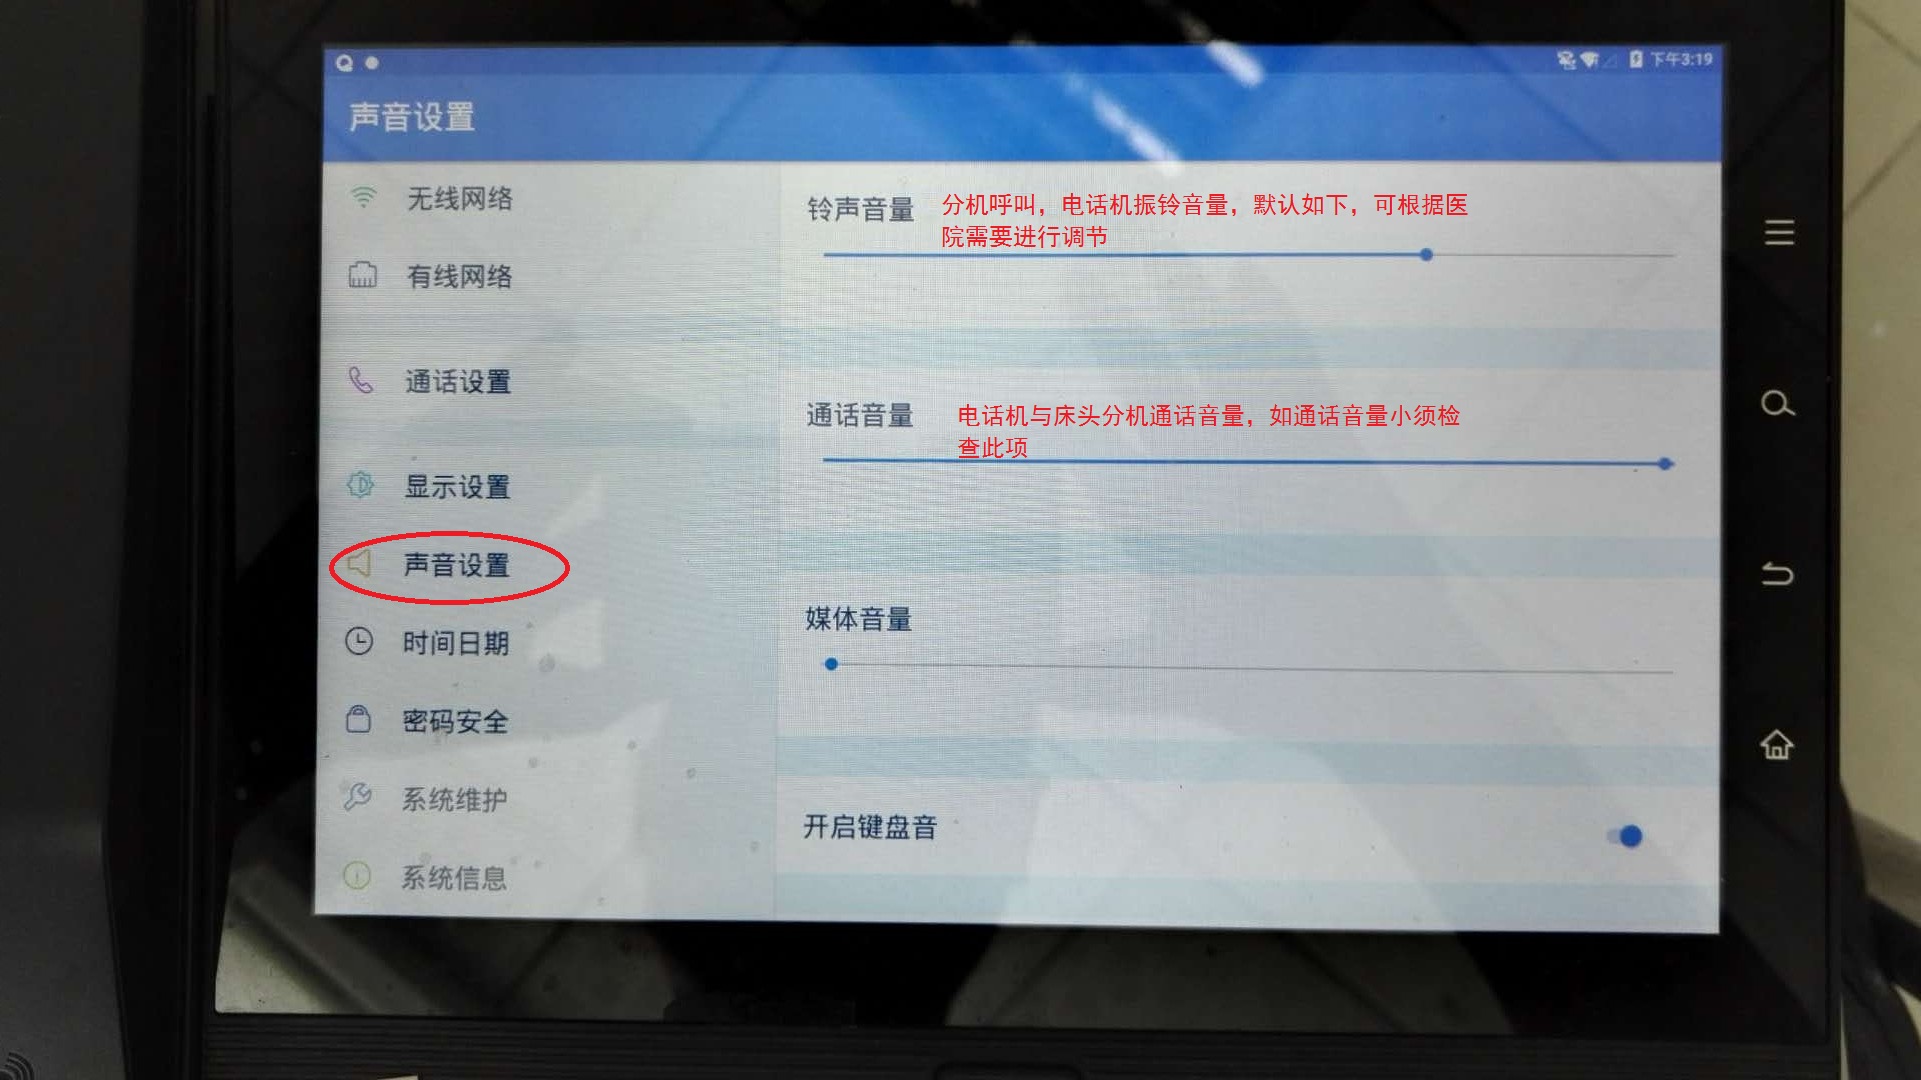 下午3:19
声音设置
无线网络
有线网络
通话设置
显示设置
声音设置
时间日期
密码安全
系统维护
系统信息
铃声音量
分机呼叫，电话机振铃音量，默认如下，可根据医
院需要进行调节
通话音量
电话机与床头分机通话音量，如通话音量小须检
查此项
媒体音量
开启键盘音